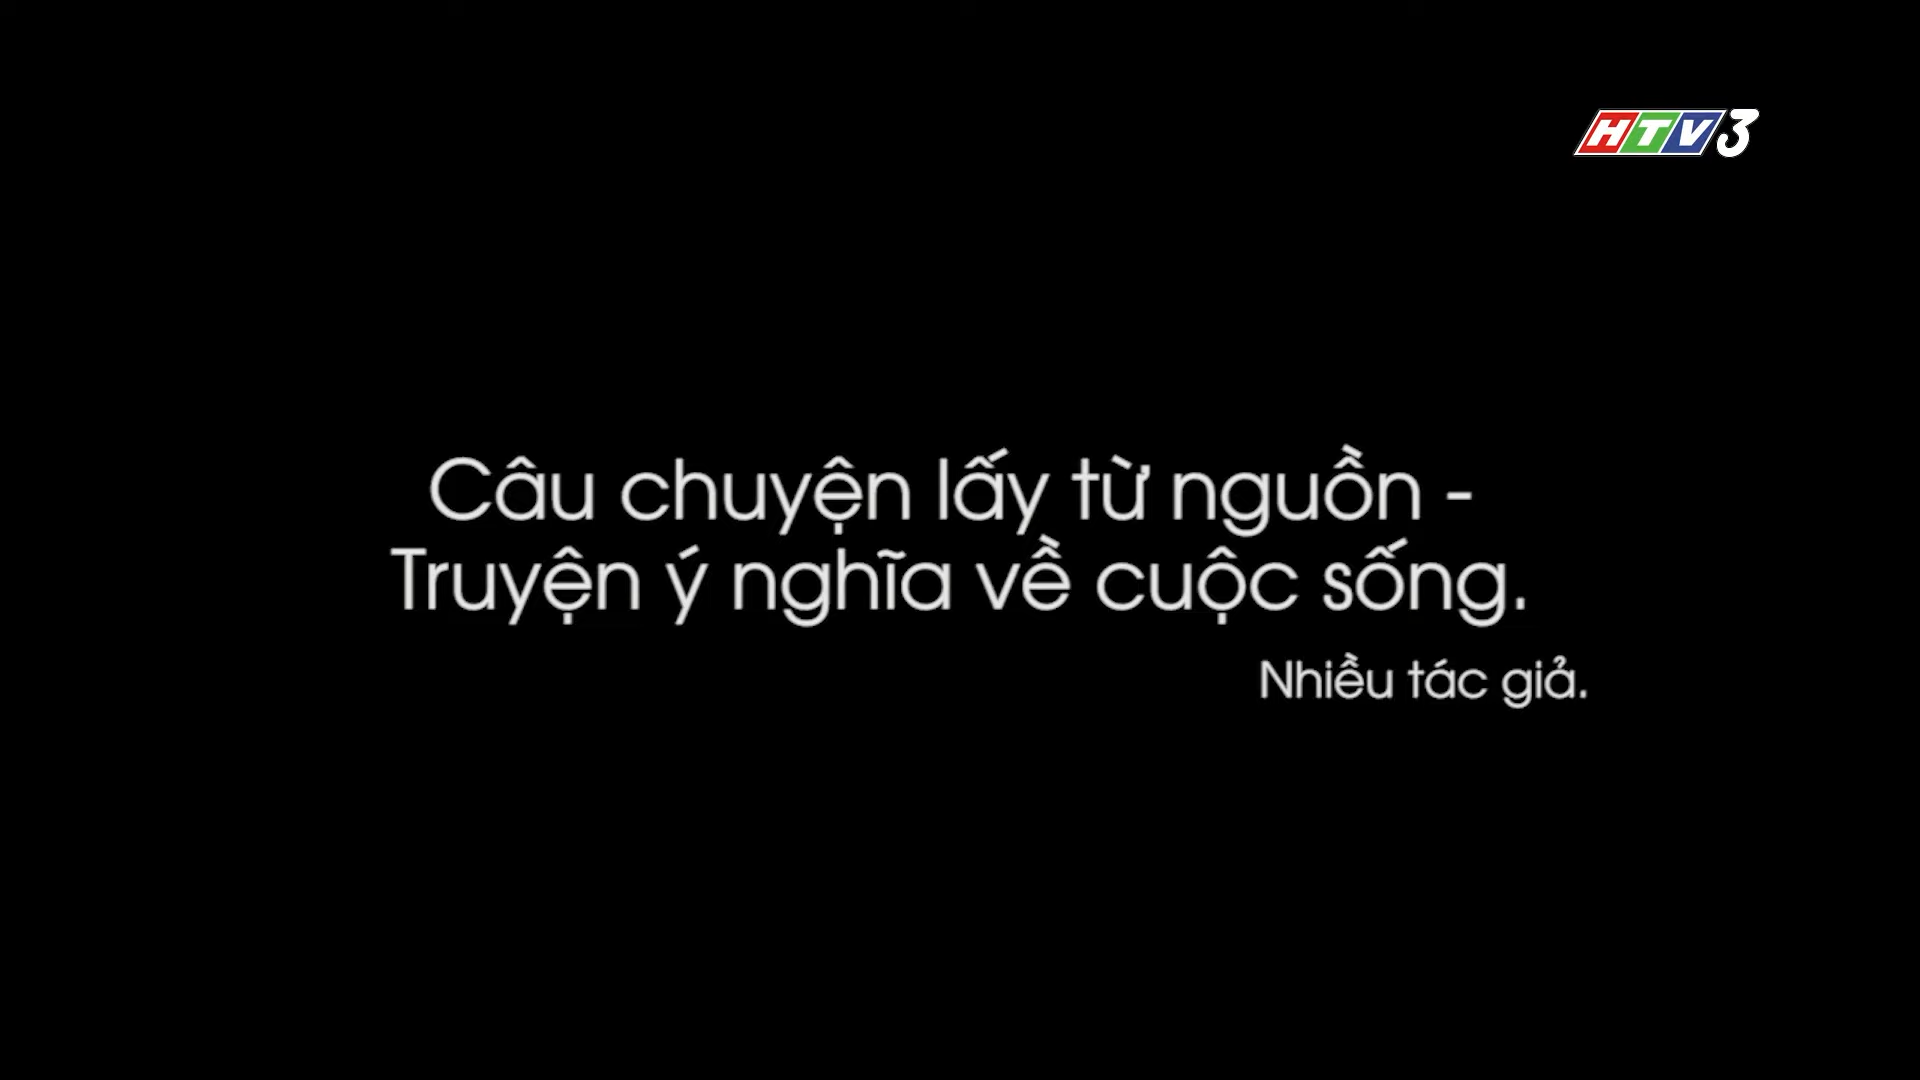 HTV3
Câu chuyện lấy từ nguồn -
Truyện ý nghĩa về cuộc sống.
Nhiều tác giả.